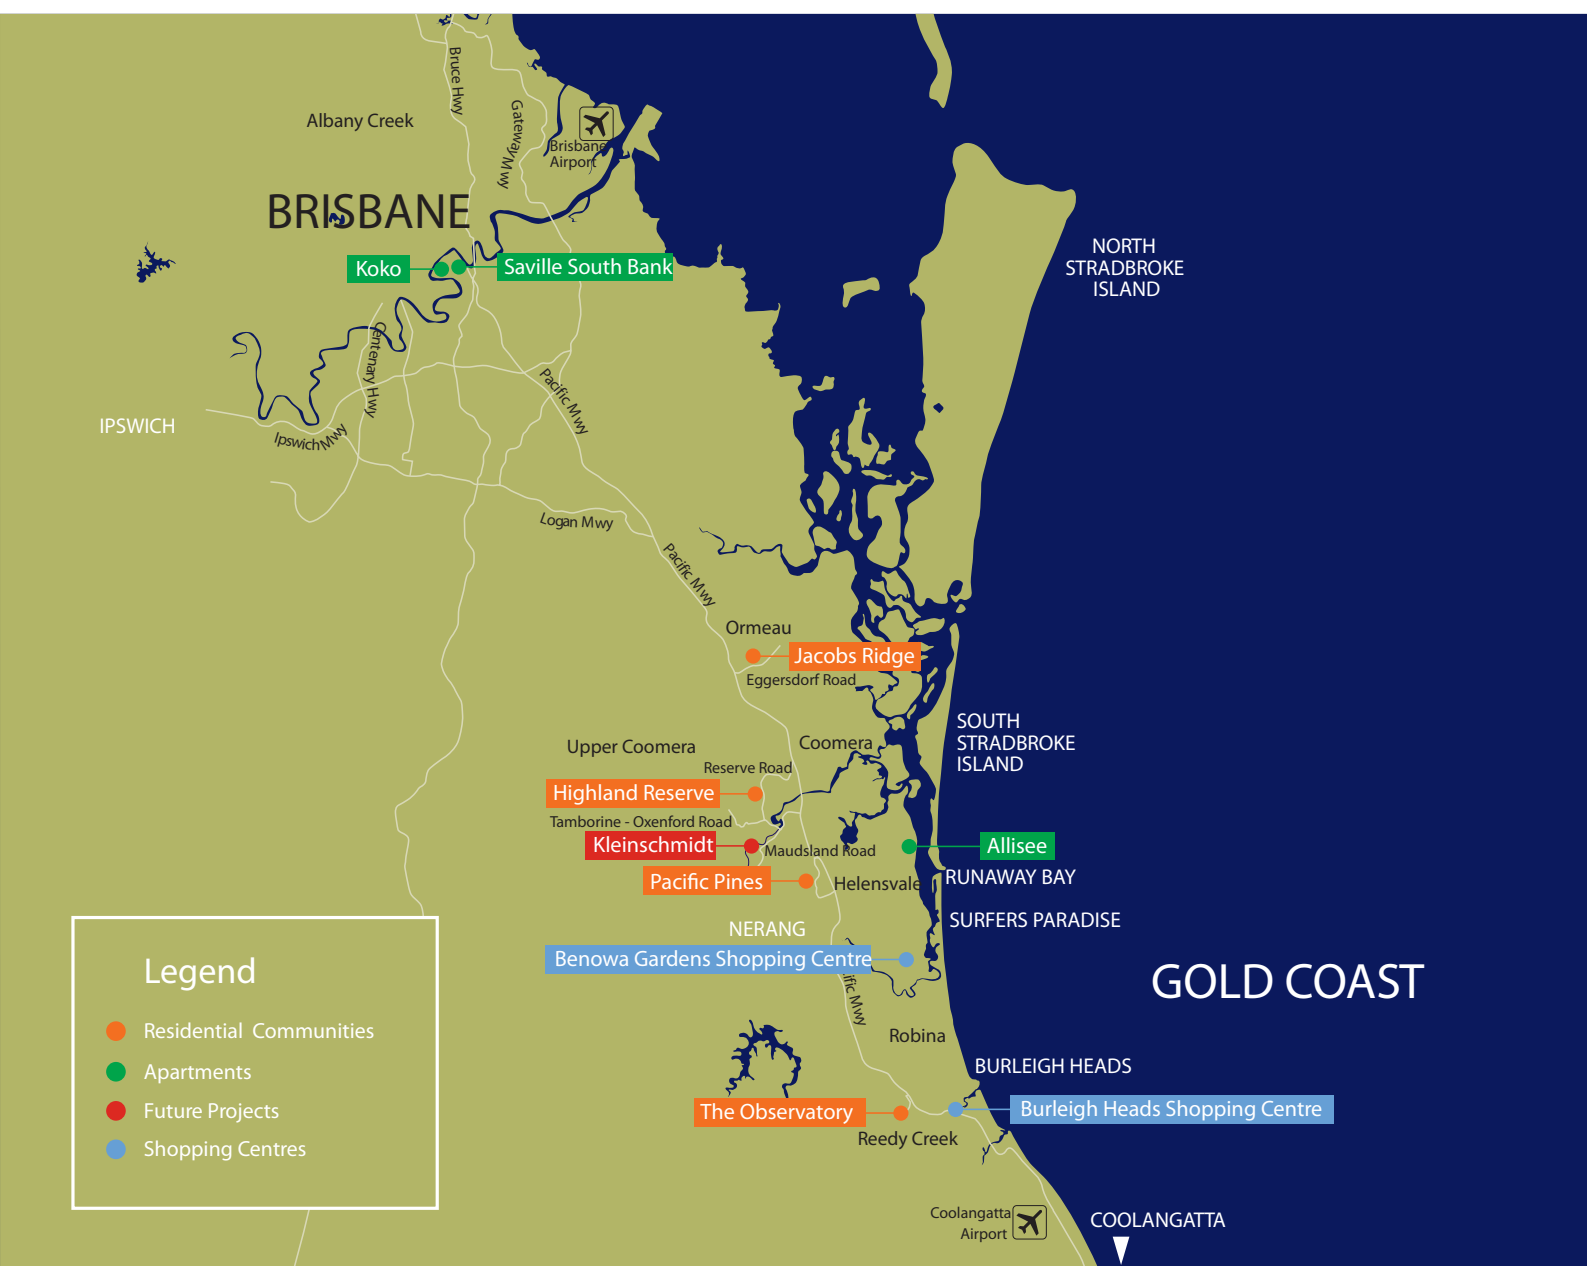 Bruce Hwy
Gateway Mwy
Albany Creek
Brisbane
Airport
BRISBANE
Koko
Saville South Bank
NORTH
STRADBROKE
ISLAND
Centenary Hwy
Pacific Mwy
IPSWICH
Ipswich Mwy
Logan Mwy
Pacific Mwy
Ormeau
Jacobs Ridge
Eggersdorf Road
SOUTH
STRADBROKE
ISLAND
Upper Coomera
Coomera
Reserve Road
Highland Reserve
Tamborine - Oxenford Road
Kleinschmidt
Maudsland Road
Allisee
Pacific Pines
Helensvale
RUNAWAY BAY
SURFERS PARADISE
NERANG
Benowa Gardens Shopping Centre
ific Mwy
GOLD COAST
Robina
BURLEIGH HEADS
The Observatory
Burleigh Heads Shopping Centre
Reedy Creek
Coolangatta
Airport
COOLANGATTA
Legend
Residential Communities
Apartments
Future Projects
Shopping Centres